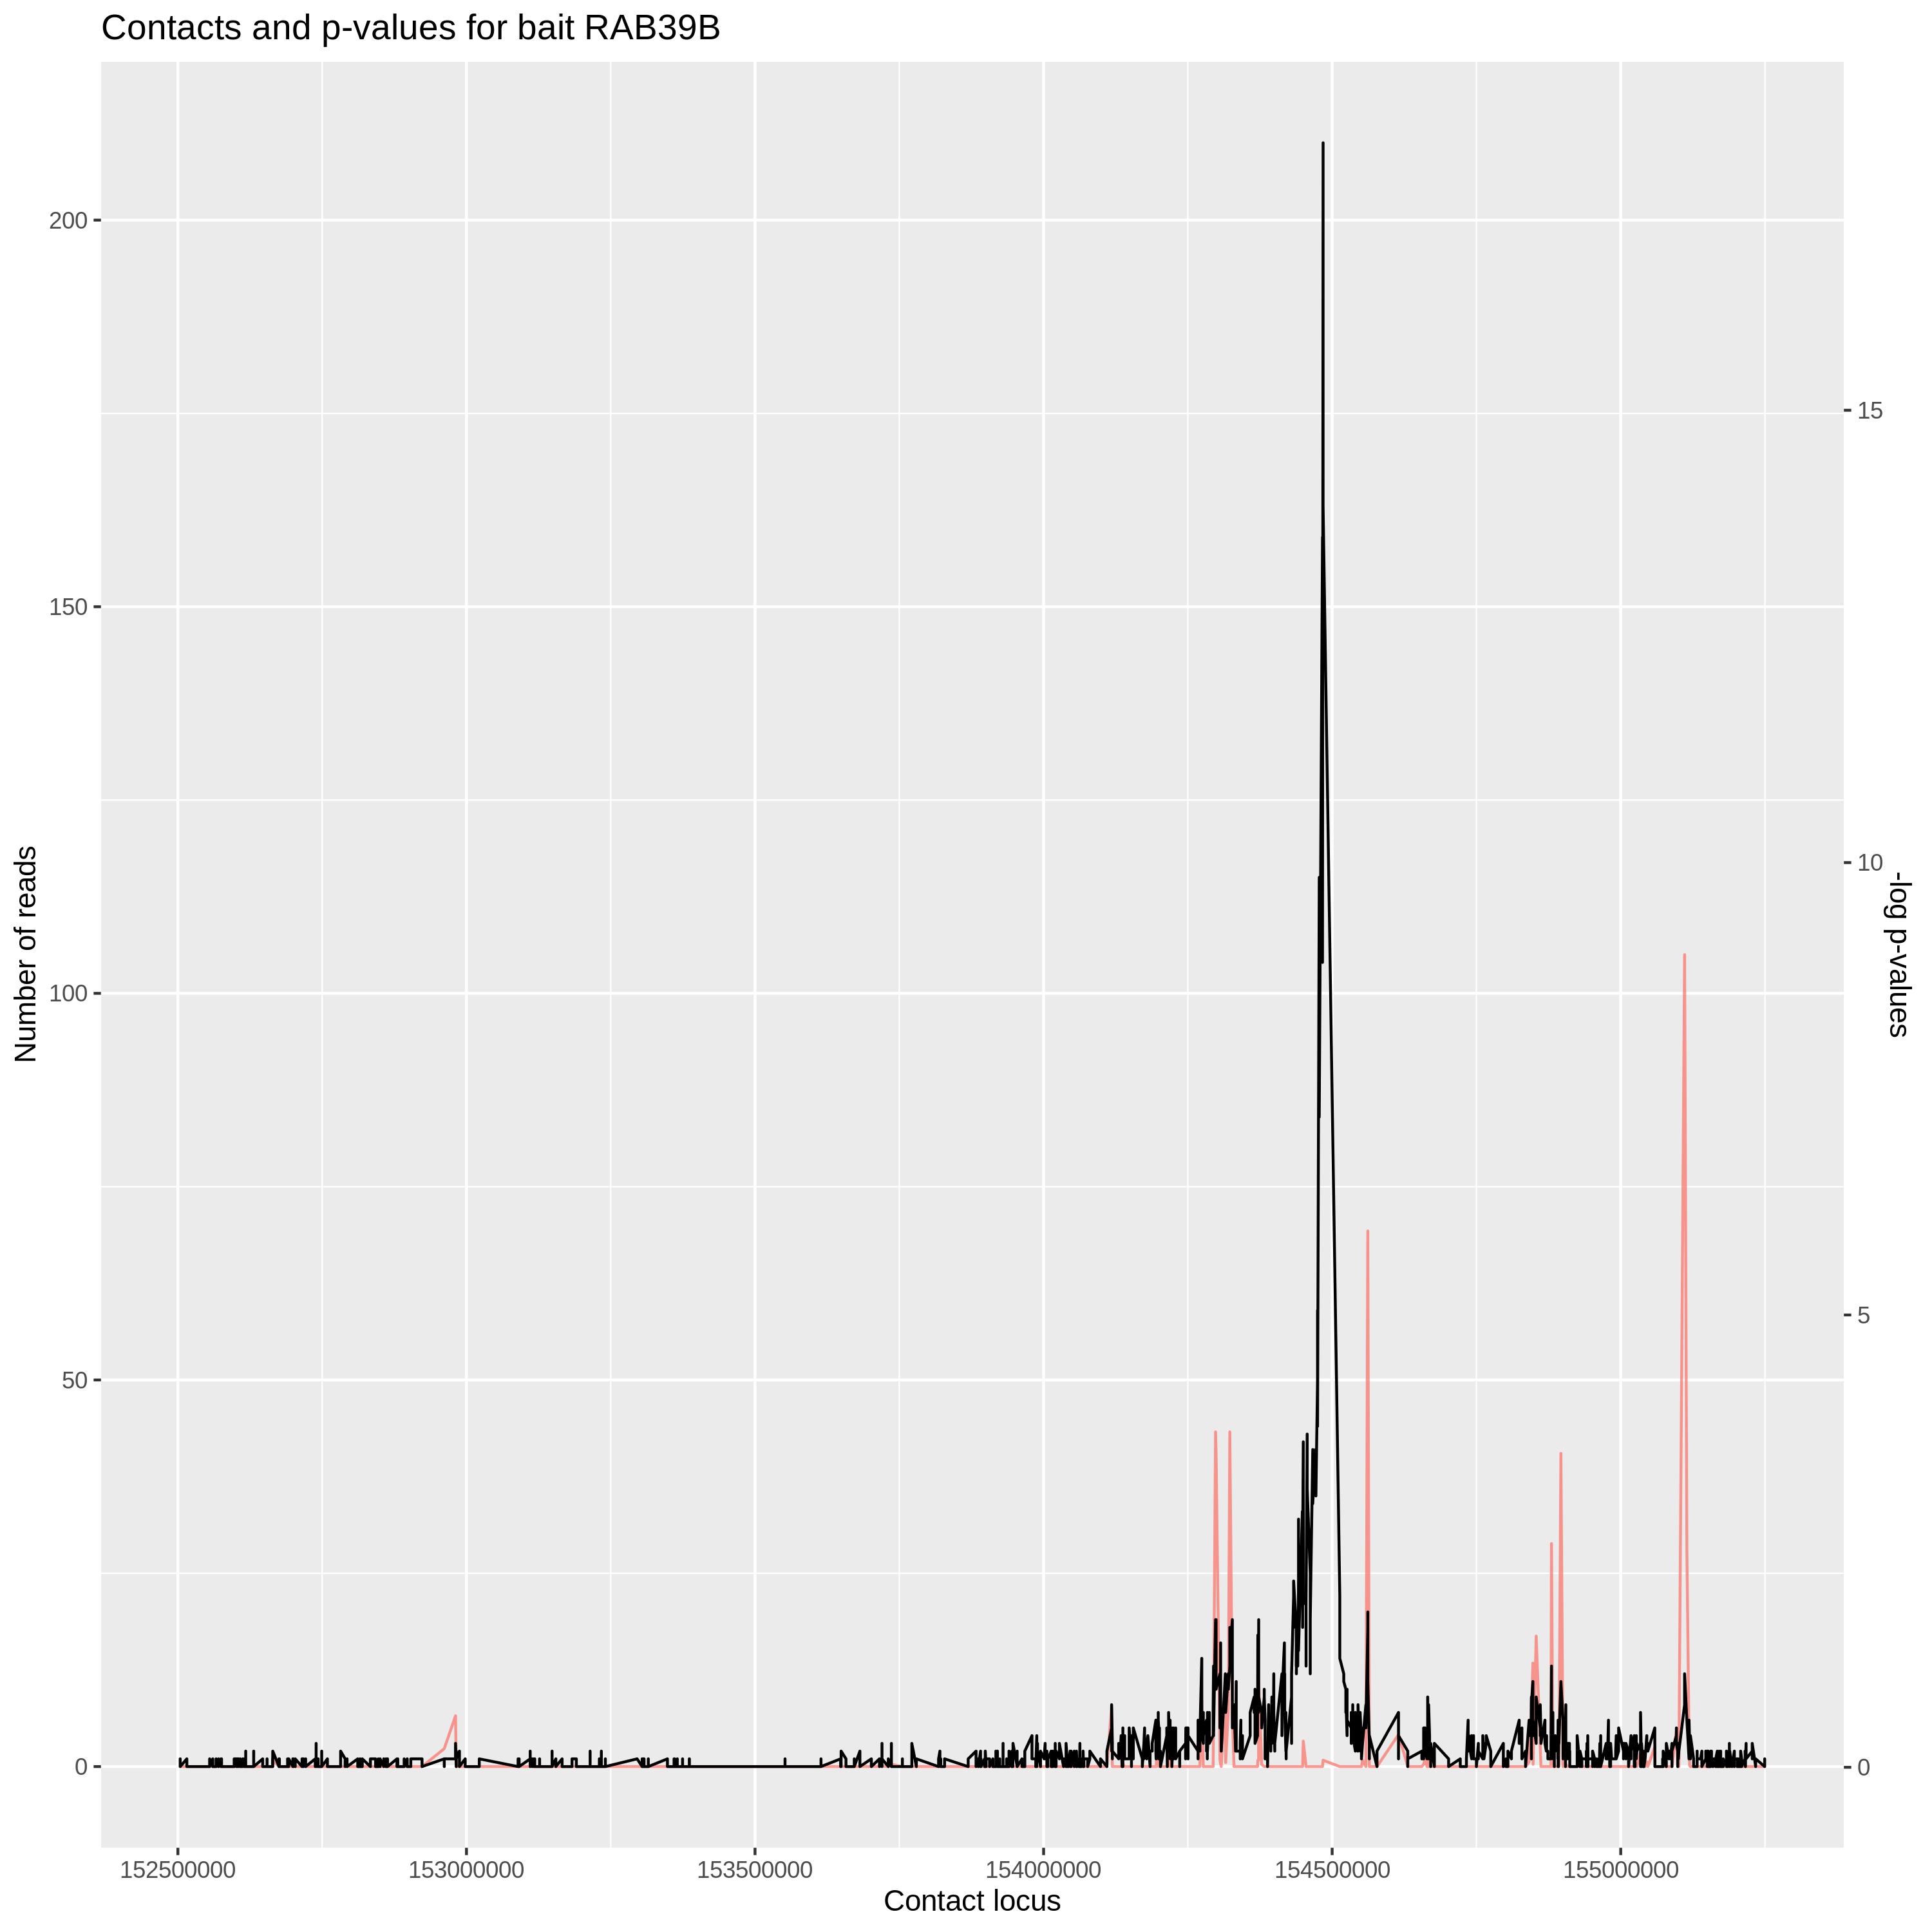 Contacts and p-values for bait RAB39B
200
150
100
50
0
Number of reads
15
10
5
0
-log p-values
152500000 153000000 153500000 154000000 154500000 155000000
Contact locus